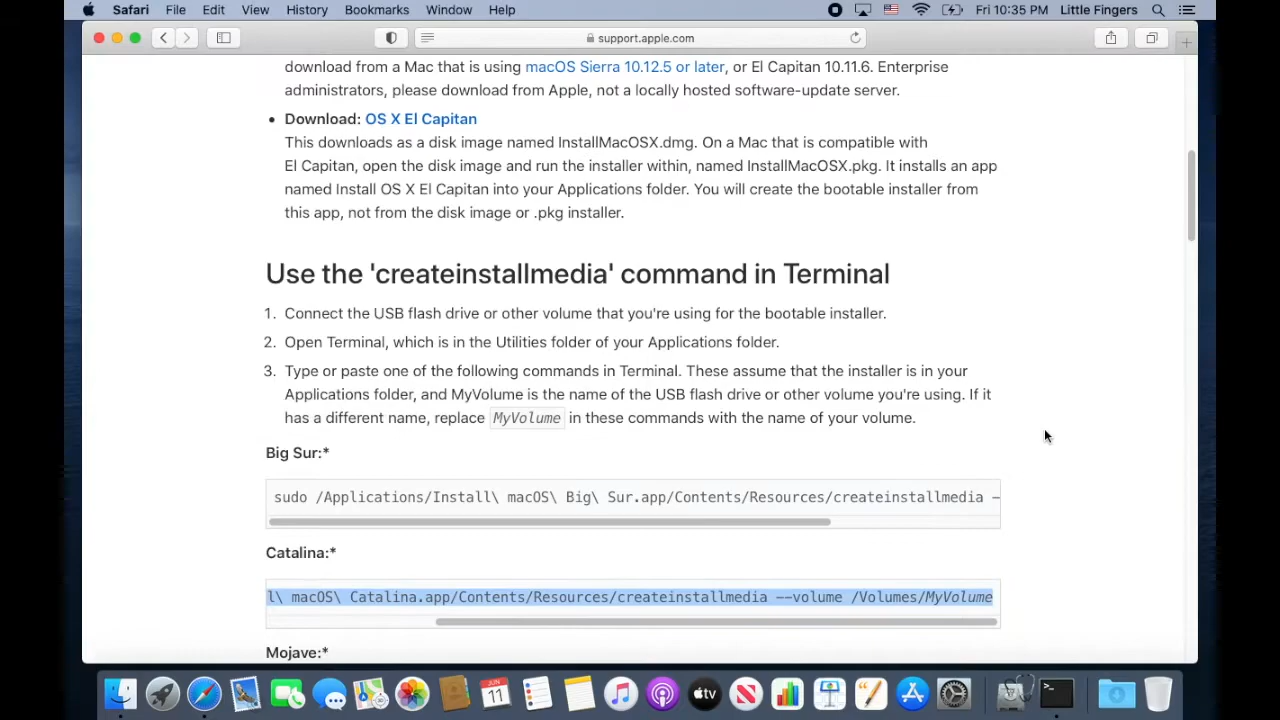 Safari File Edit View History Bookmarks Window Help Fri 10:35 PM Little Fingers
support.apple.com
download from a Mac that is using macOS Sierra 10.12.5 or later, or El Capitan 10.11.6. Enterprise
administrators, please download from Apple, not a locally hosted software-update server.
• Download: OS X El Capitan
This downloads as a disk image named InstallMacOSX.dmg. On a Mac that is compatible with
El Capitan, open the disk image and run the installer within, named InstallMacOSX.pkg. It installs an app
named Install OS X El Capitan into your Applications folder. You will create the bootable installer from
this app, not from the disk image or .pkg installer.
Use the 'createinstallmedia' command in Terminal
1. Connect the USB flash drive or other volume that you're using for the bootable installer.
2. Open Terminal, which is in the Utilities folder of your Applications folder.
3. Type or paste one of the following commands in Terminal. These assume that the installer is in your
Applications folder, and MyVolume is the name of the USB flash drive or other volume you're using. If it
has a different name, replace MyVolume in these commands with the name of your volume.
Big Sur:*
sudo /Applications/Install\ macOS\ Big\ Sur.app/Contents/Resources/createinstallmedia –
Catalina:*
l\ macOS\ Catalina.app/Contents/Resources/createinstallmedia --volume /Volumes/MyVolume
Mojave:*
JUN
11
tv